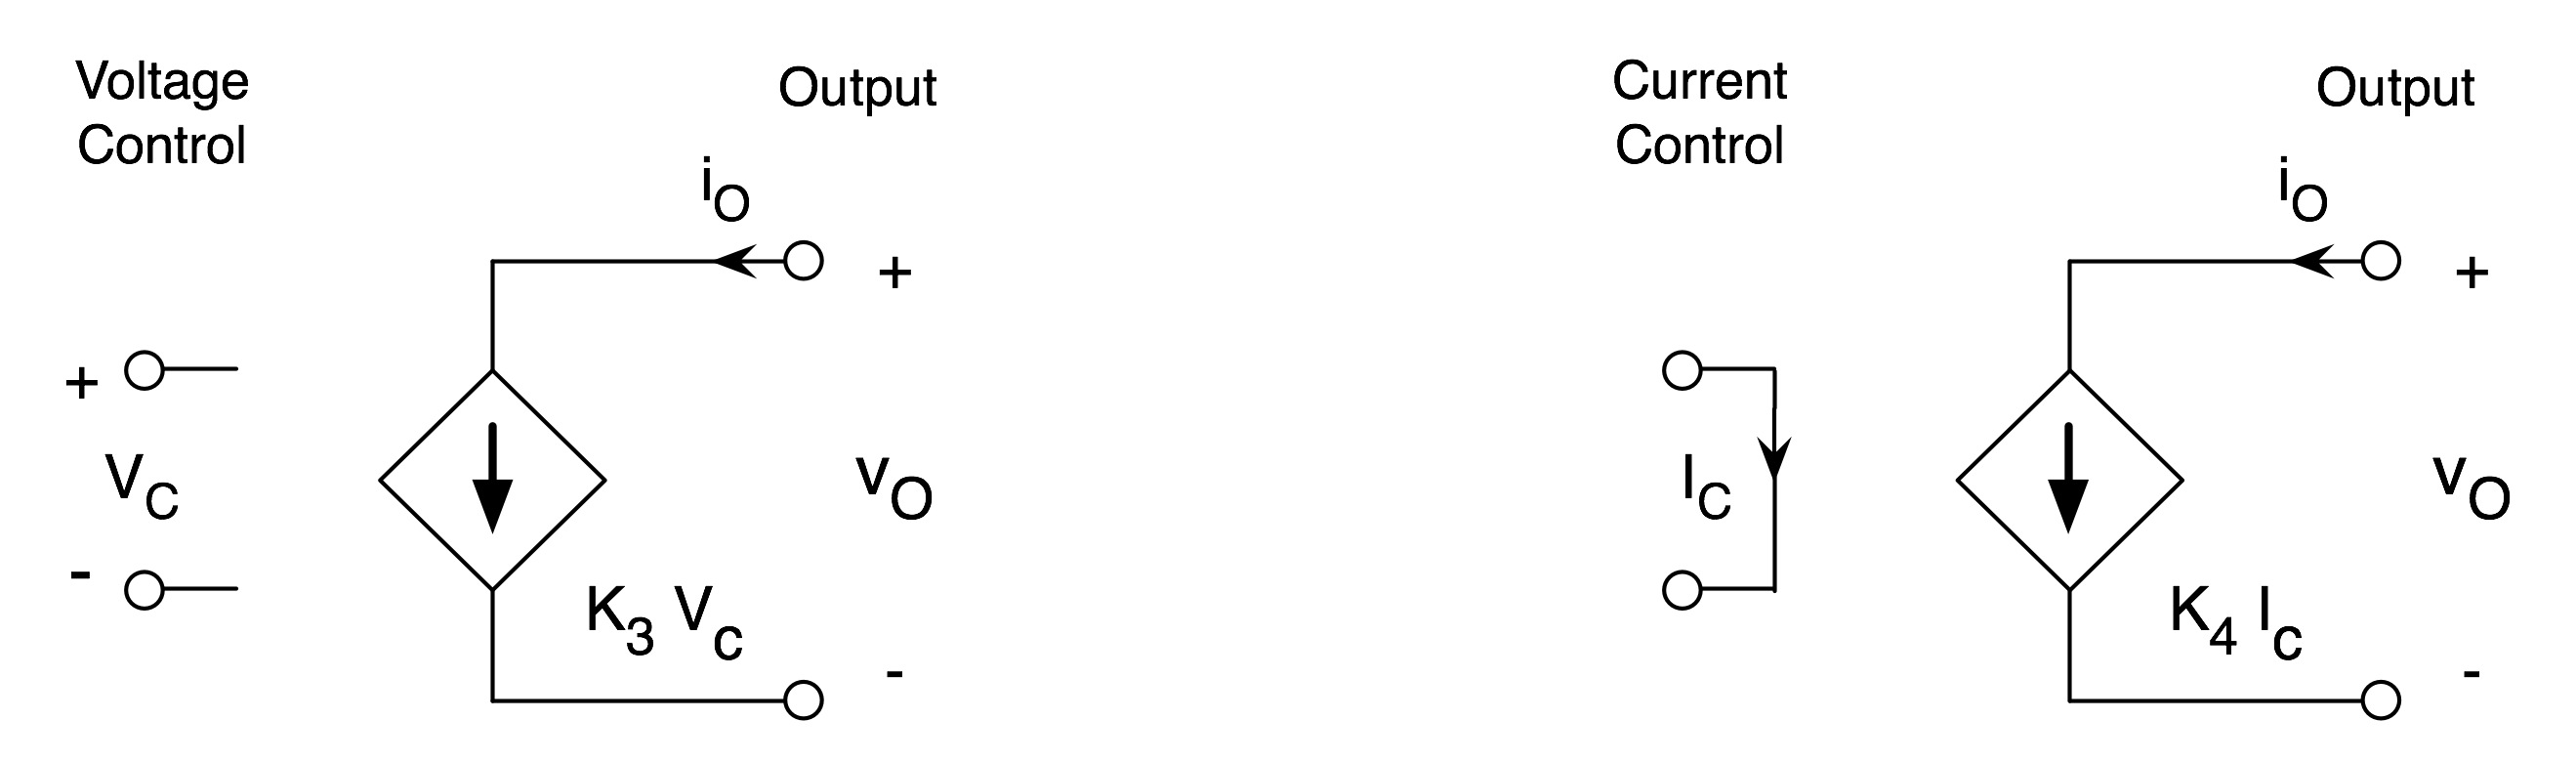 Voltage
Control
Output
i_O
+
+
V_C
v_O
-
K_3 V_c
-
Current
Control
Output
i_O
+
I_C
v_O
K_4 I_c
-